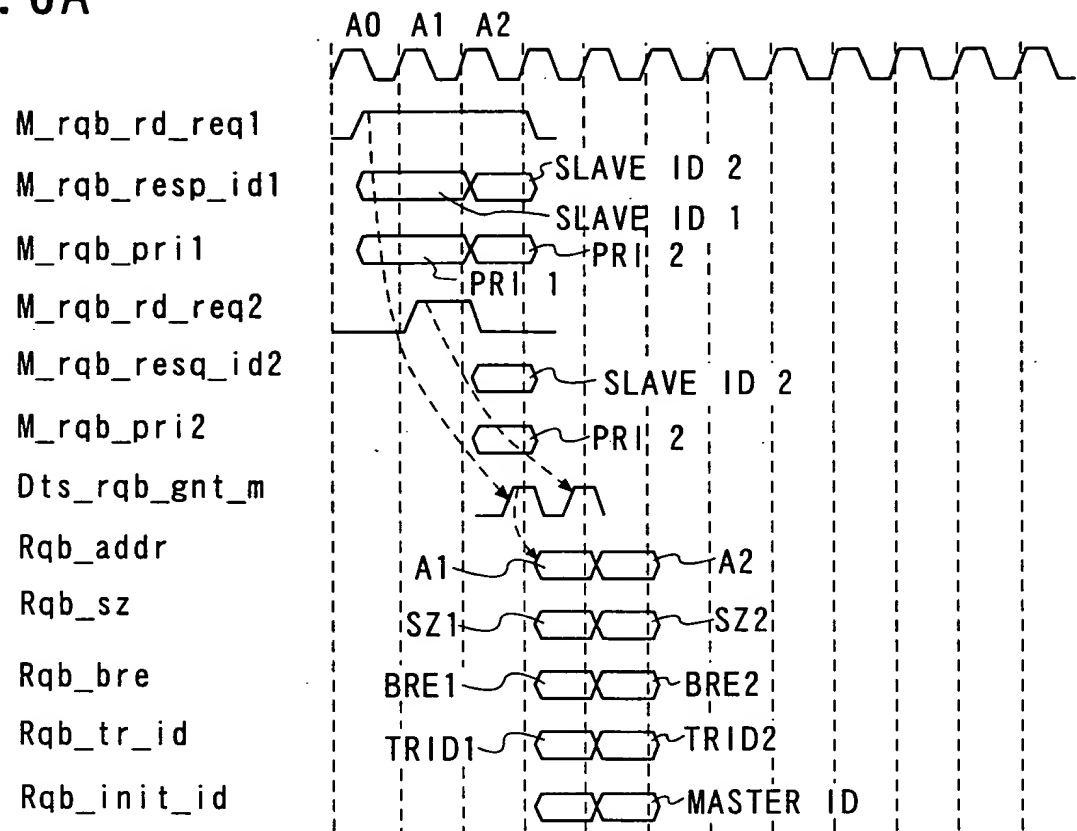 . 6A
A0 A1 A2
M_rqb_rd_req1
M_rqb_resp_id1
SLAVE ID 2
SLAVE ID 1
M_rqb_pri1
PRI 2
PRI 1
M_rqb_rd_req2
M_rqb_resq_id2
SLAVE ID 2
M_rqb_pri2
PRI 2
Dts_rqb_gnt_m
Rqb_addr
A1
A2
Rqb_sz
SZ1
SZ2
Rqb_bre
BRE1
BRE2
Rqb_tr_id
TRID1
TRID2
Rqb_init_id
MASTER ID